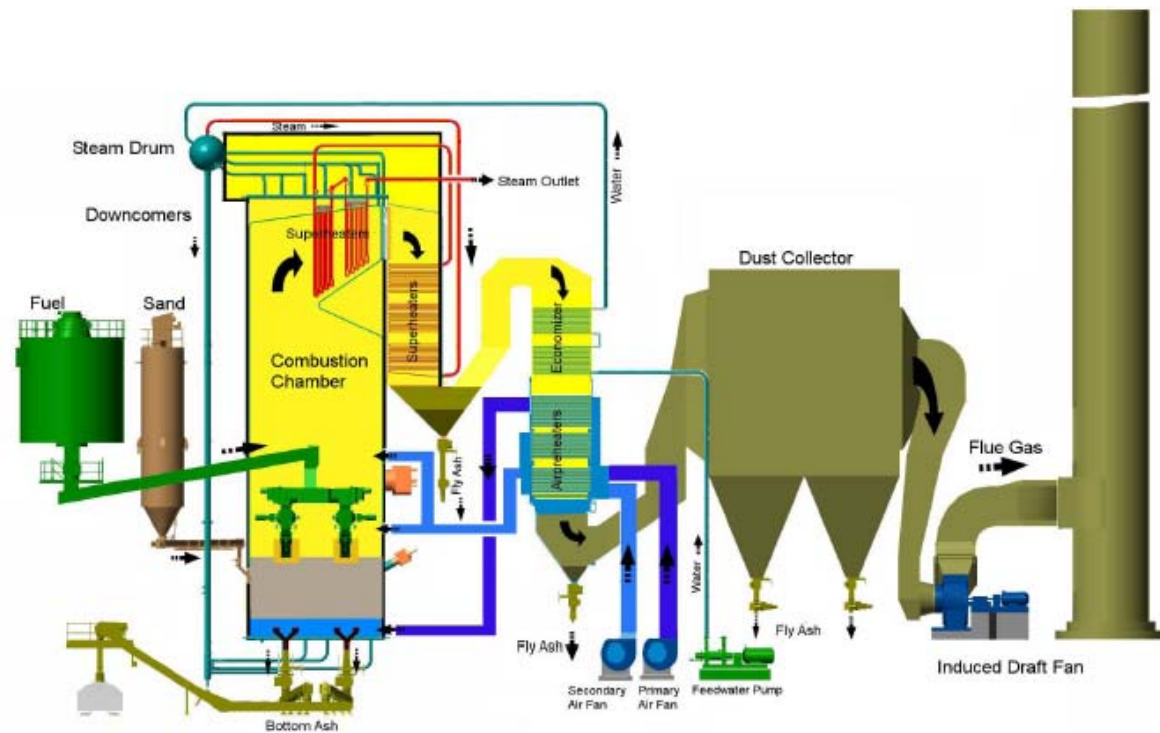 Steam
Steam Drum
Steam Outlet
Water
Downcomers
Superheaters
Dust Collector
Fuel
Sand
Superheaters
Economizer
Combustion
Chamber
Airpreheaters
Flue Gas
Fly Ash
Water
Fly Ash
Fly Ash
Induced Draft Fan
Secondary
Air Fan
Primary
Air Fan
Feedwater Pump
Bottom Ash